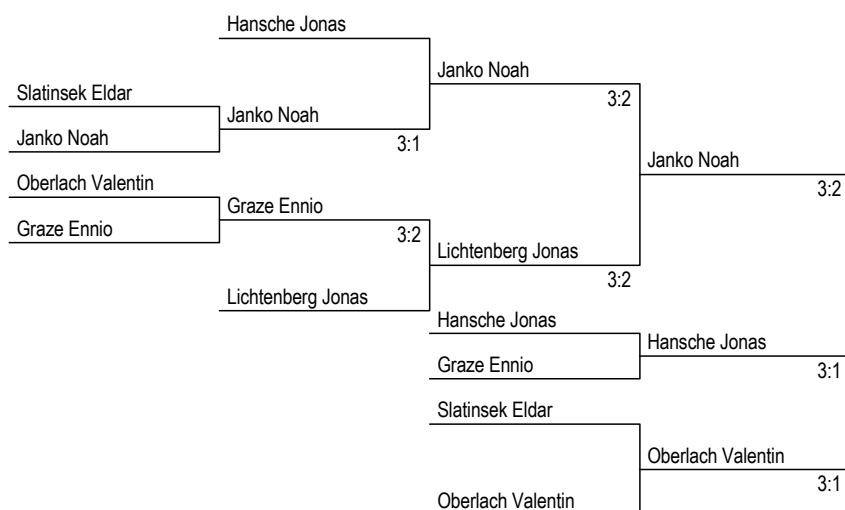 Hansche Jonas
Janko Noah
Slatinsek Eldar
3:2
Janko Noah
Janko Noah
3:1
Janko Noah
Oberlach Valentin
3:2
Graze Ennio
Graze Ennio
3:2
Lichtenberg Jonas
3:2
Lichtenberg Jonas
Hansche Jonas
Hansche Jonas
Graze Ennio
3:1
Slatinsek Eldar
Oberlach Valentin
3:1
Oberlach Valentin